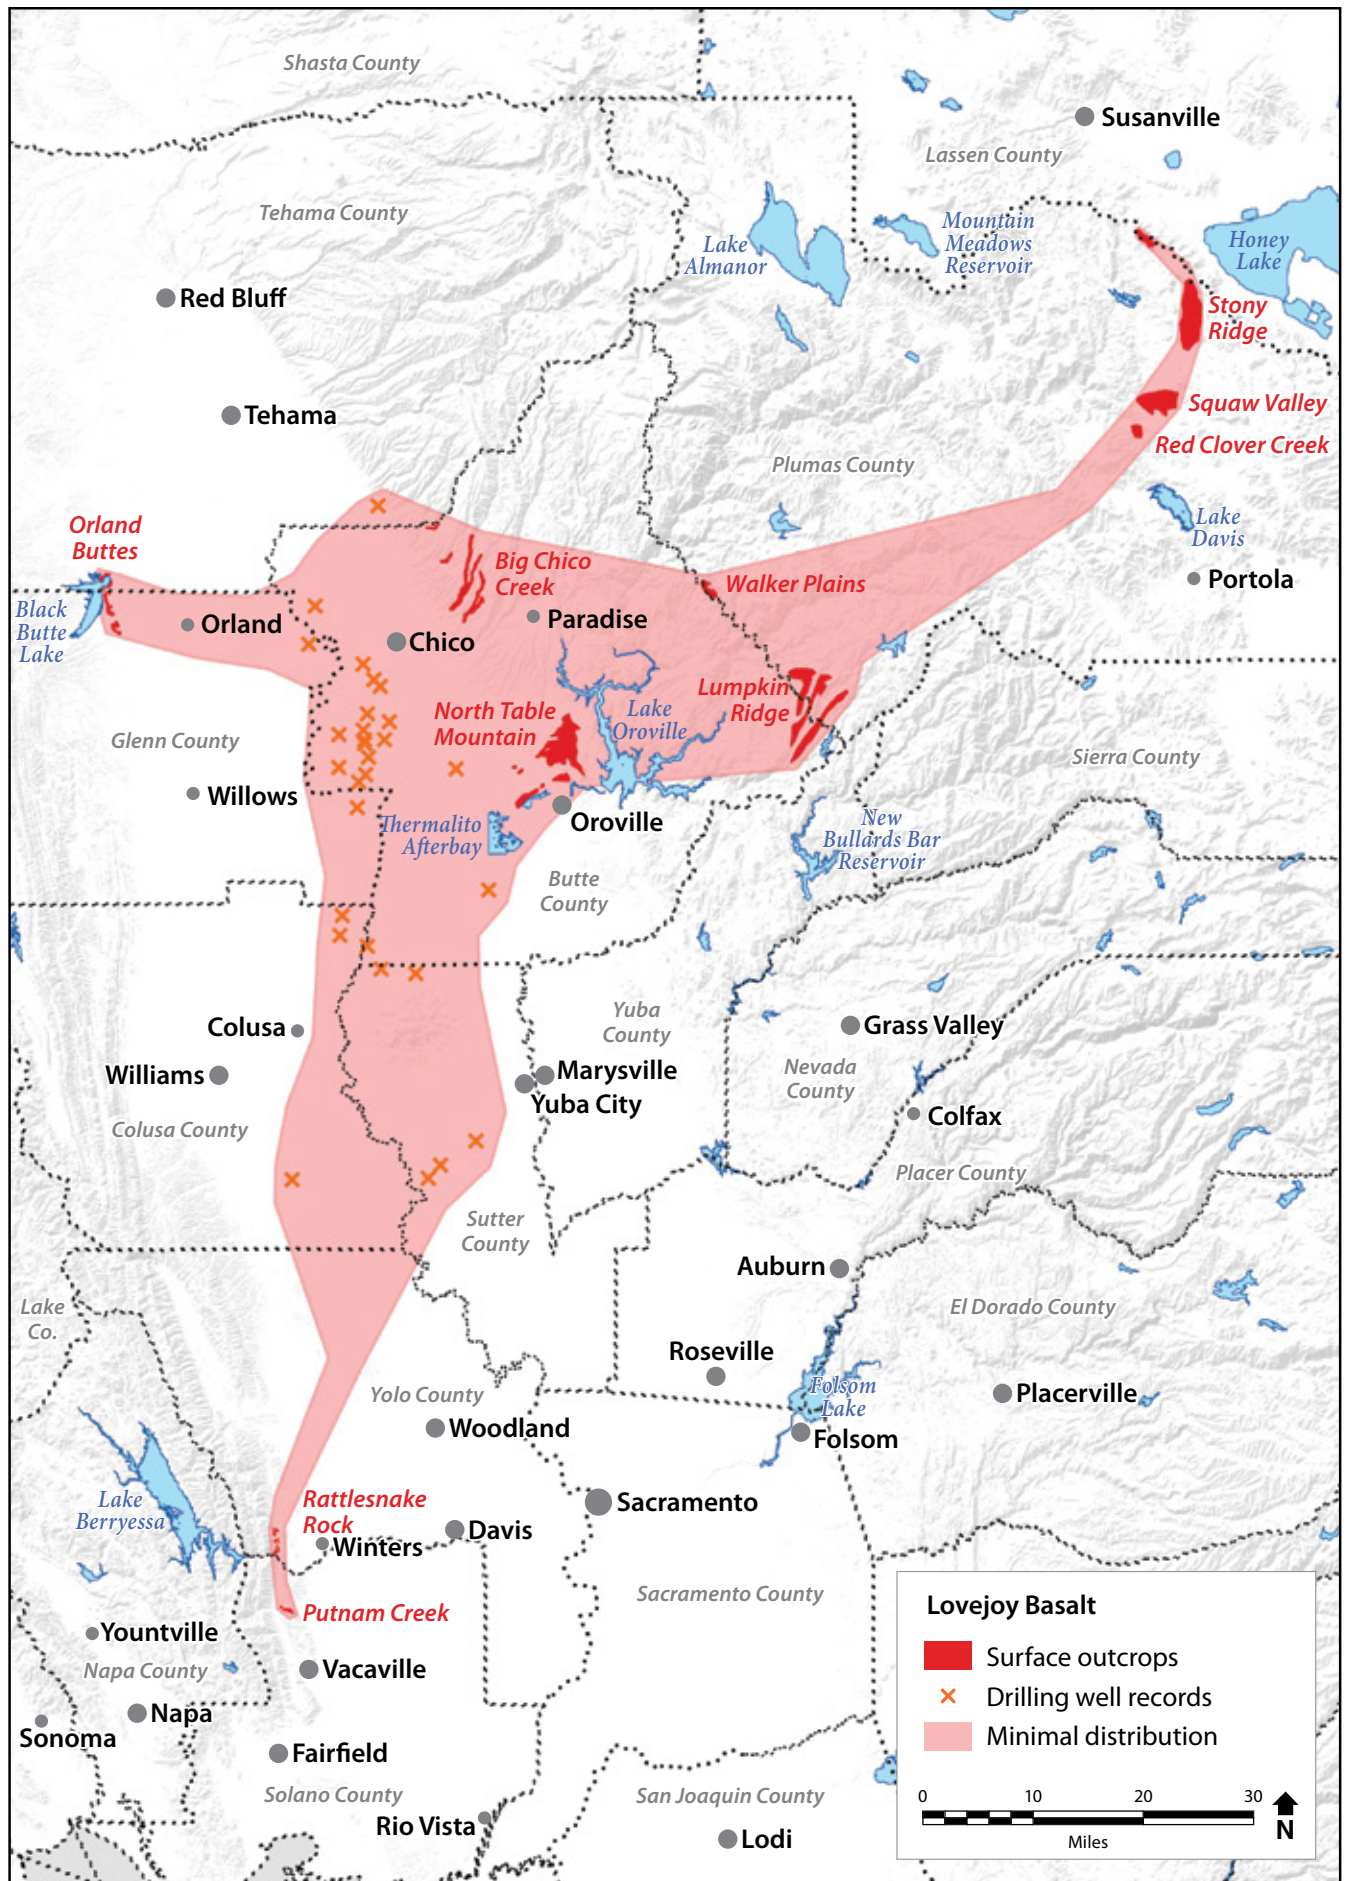 Shasta County
Susanville
Lassen County
Tehama County
Mountain
Meadows
Reservoir
Lake
Almanor
Honey
Lake
Red Bluff
Stony
Ridge
Tehama
Squaw Valley
Red Clover Creek
Plumas County
Orland
Buttes
Lake
Davis
Big Chico
Creek
Walker Plains
Portola
Black
Butte
Lake
Orland
Paradise
Chico
Lumpkin
Ridge
North Table
Mountain
Lake
Oroville
Glenn County
Sierra County
Willows
Thermalito
Afterbay
Oroville
New
Bullards Bar
Reservoir
Butte
County
Colusa
Yuba
County
Grass Valley
Williams
Marysville
Yuba City
Nevada
County
Colusa County
Colfax
Placer County
Sutter
County
Auburn
Lake
Co.
El Dorado County
Roseville
Yolo County
Folsom
Lake
Placerville
Woodland
Folsom
Lake
Berryessa
Rattlesnake
Rock
Sacramento
Winters
Davis
Sacramento County
Putnam Creek
Yountville
Napa County
Vacaville
Napa
Sonoma
Fairfield
Solano County
San Joaquin County
Rio Vista
Lodi
Lovejoy Basalt
Surface outcrops
Drilling well records
Minimal distribution
0 10 20 30
Miles
N